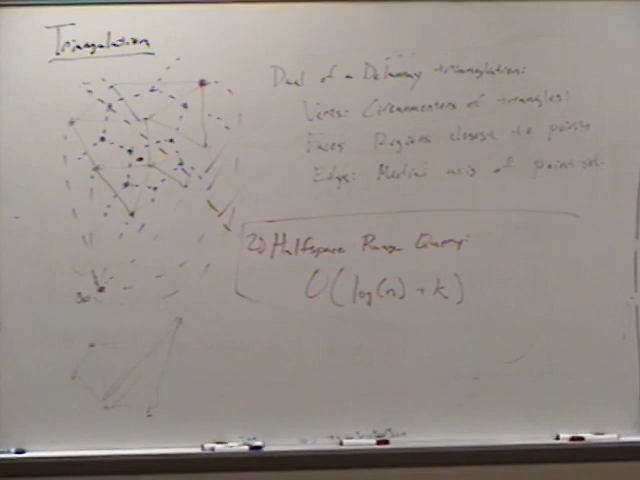 Triangulation
Dual of a Delaunay triangulation:
Verts: Circumcenters of triangles:
Faces: Regions closest to points
Edge: Medial axis of point set
2D Halfspace Range Query:
O(log(n) + k)